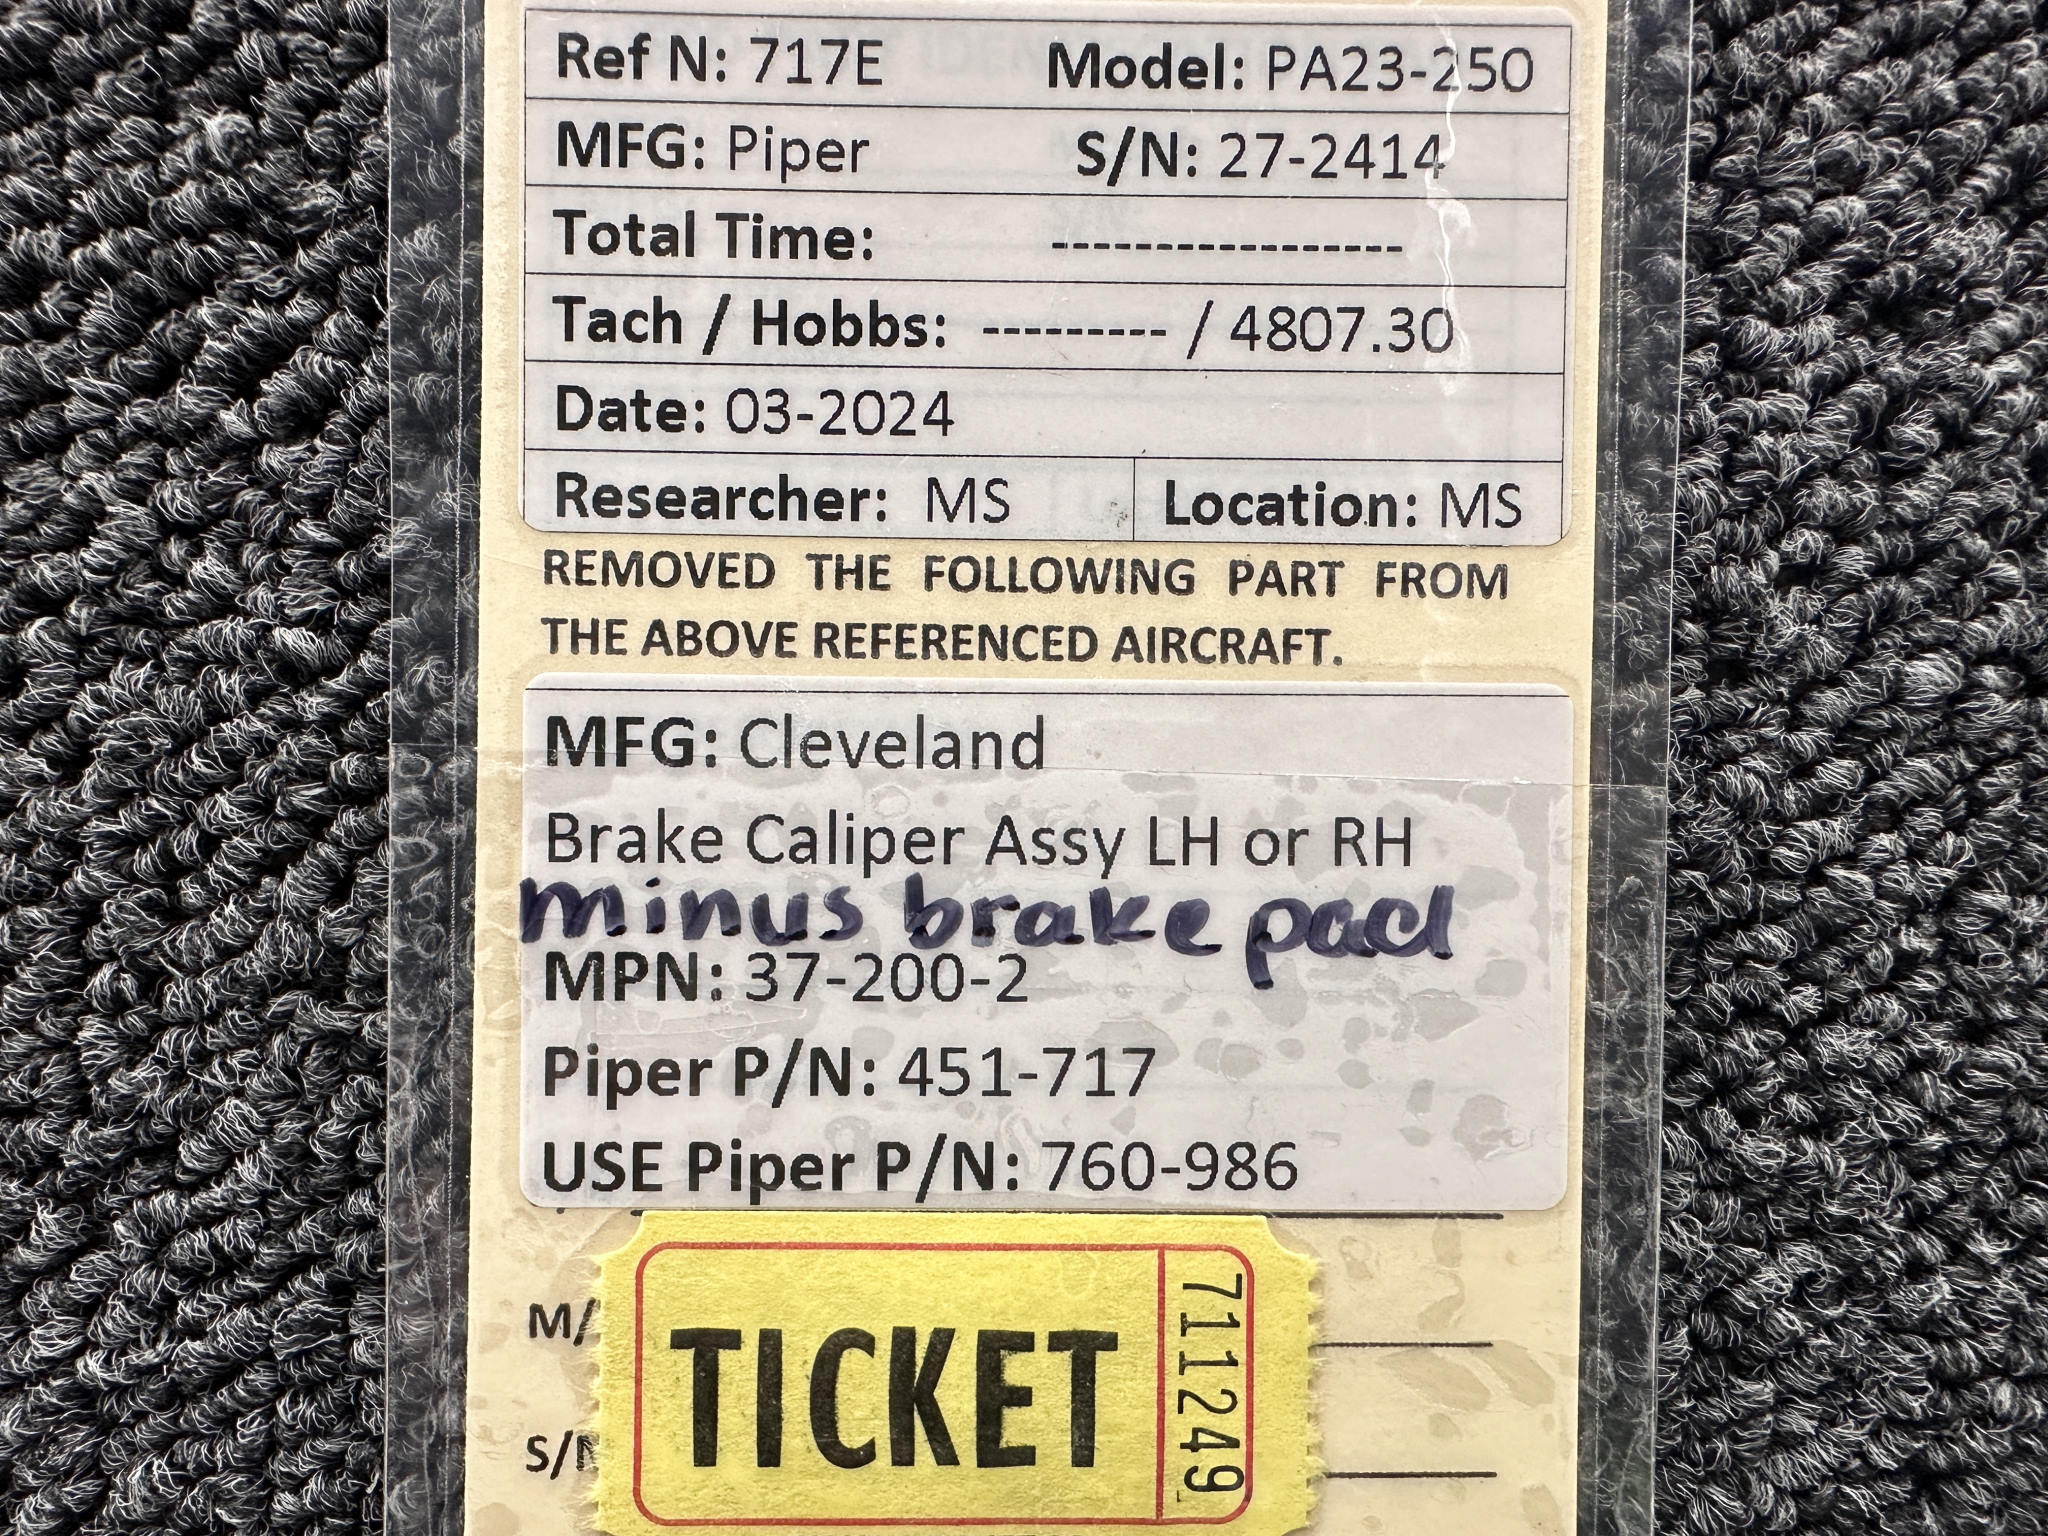 Ref N: 717E Model: PA23-250
MFG: Piper S/N: 27-2414
Total Time: -----------------
Tach / Hobbs: --------- / 4807.30
Date: 03-2024
Researcher: MS Location: MS
REMOVED THE FOLLOWING PART FROM
THE ABOVE REFERENCED AIRCRAFT.
MFG: Cleveland
Brake Caliper Assy LH or RH
minus brake pad
MPN: 37-200-2
Piper P/N: 451-717
USE Piper P/N: 760-986
M/
TICKET
711249
S/N